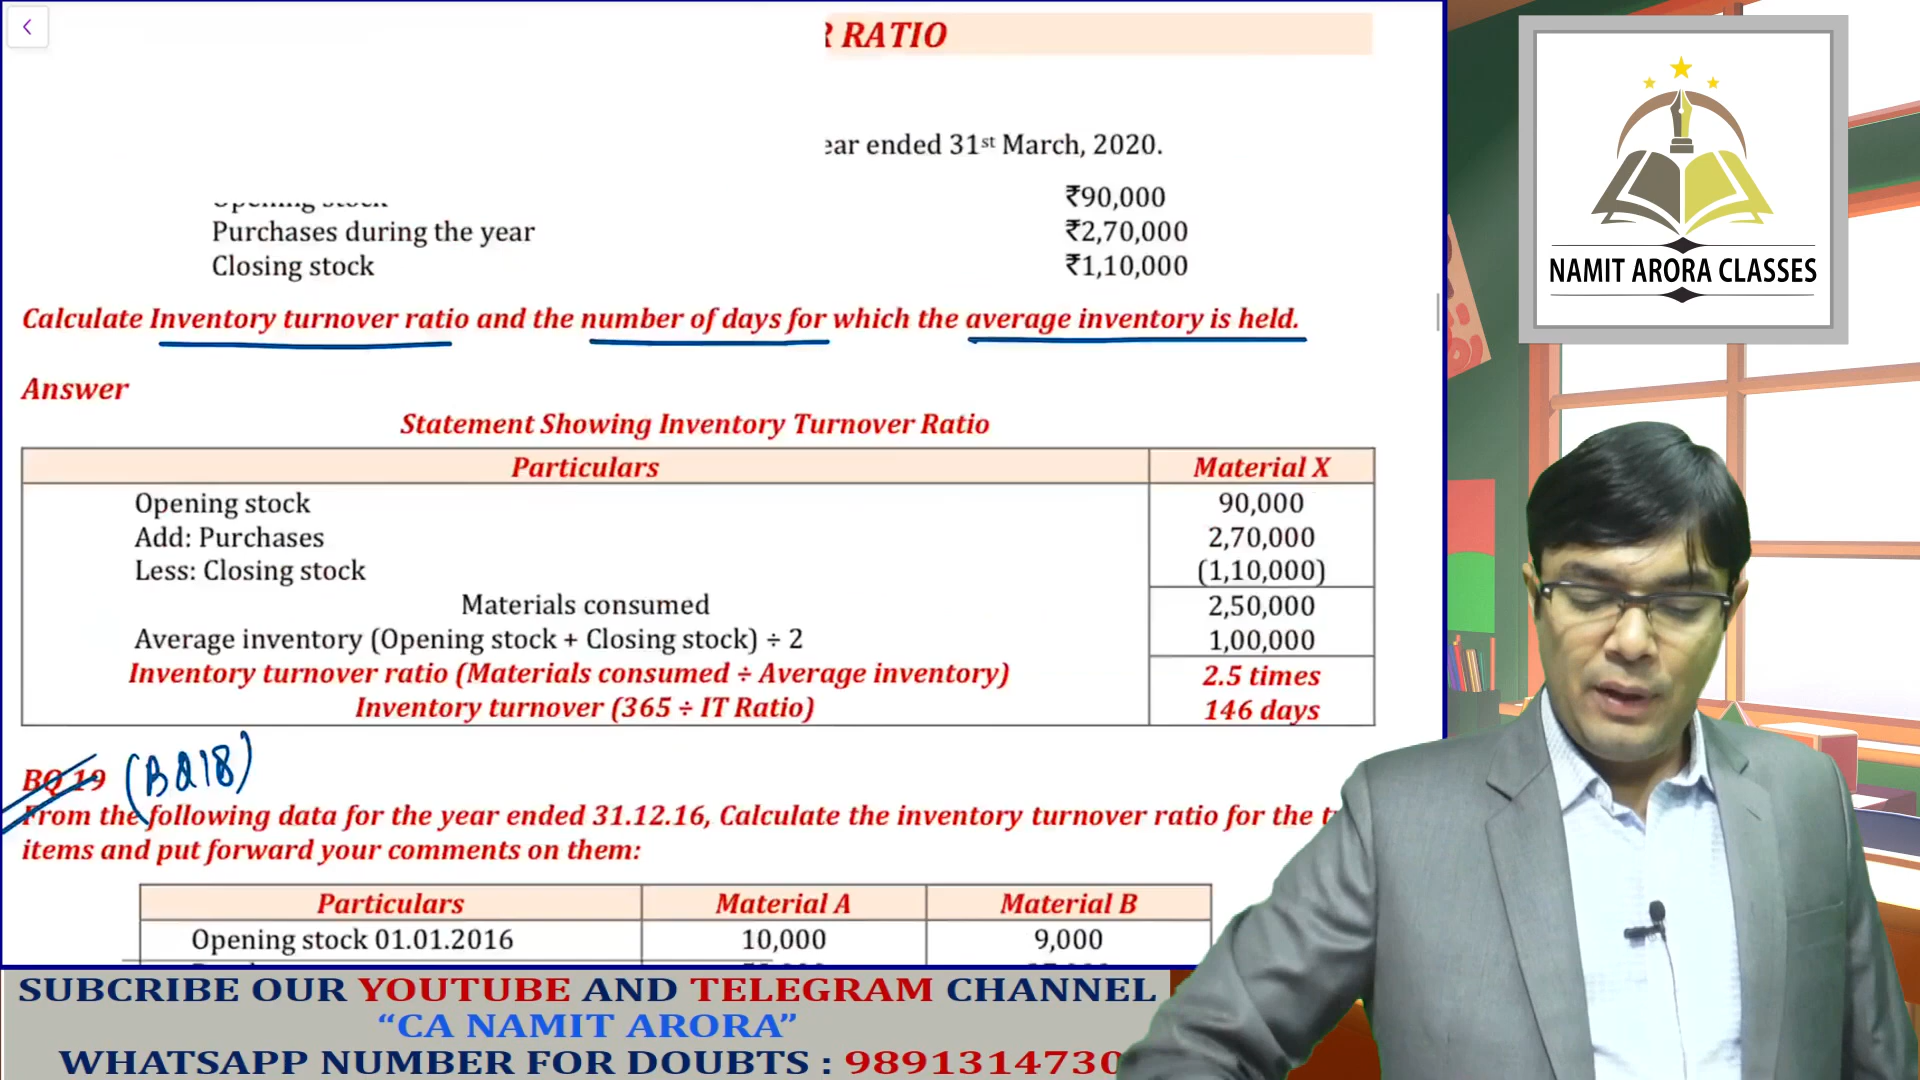 RATIO
ear ended 31st March, 2020.
Opening stock ₹90,000
Purchases during the year ₹2,70,000
Closing stock ₹1,10,000
Calculate Inventory turnover ratio and the number of days for which the average inventory is held.
Answer
Statement Showing Inventory Turnover Ratio
Particulars Material X
Opening stock 90,000
Add: Purchases 2,70,000
Less: Closing stock (1,10,000)
Materials consumed 2,50,000
Average inventory (Opening stock + Closing stock) ÷ 2 1,00,000
Inventory turnover ratio (Materials consumed ÷ Average inventory) 2.5 times
Inventory turnover (365 ÷ IT Ratio) 146 days
BQ 19 (BQ18)
From the following data for the year ended 31.12.16, Calculate the inventory turnover ratio for the
items and put forward your comments on them:
Particulars Material A Material B
Opening stock 01.01.2016 10,000 9,000
SUBCRIBE OUR YOUTUBE AND TELEGRAM CHANNEL
“CA NAMIT ARORA”
WHATSAPP NUMBER FOR DOUBTS : 9891314730
NAMIT ARORA CLASSES